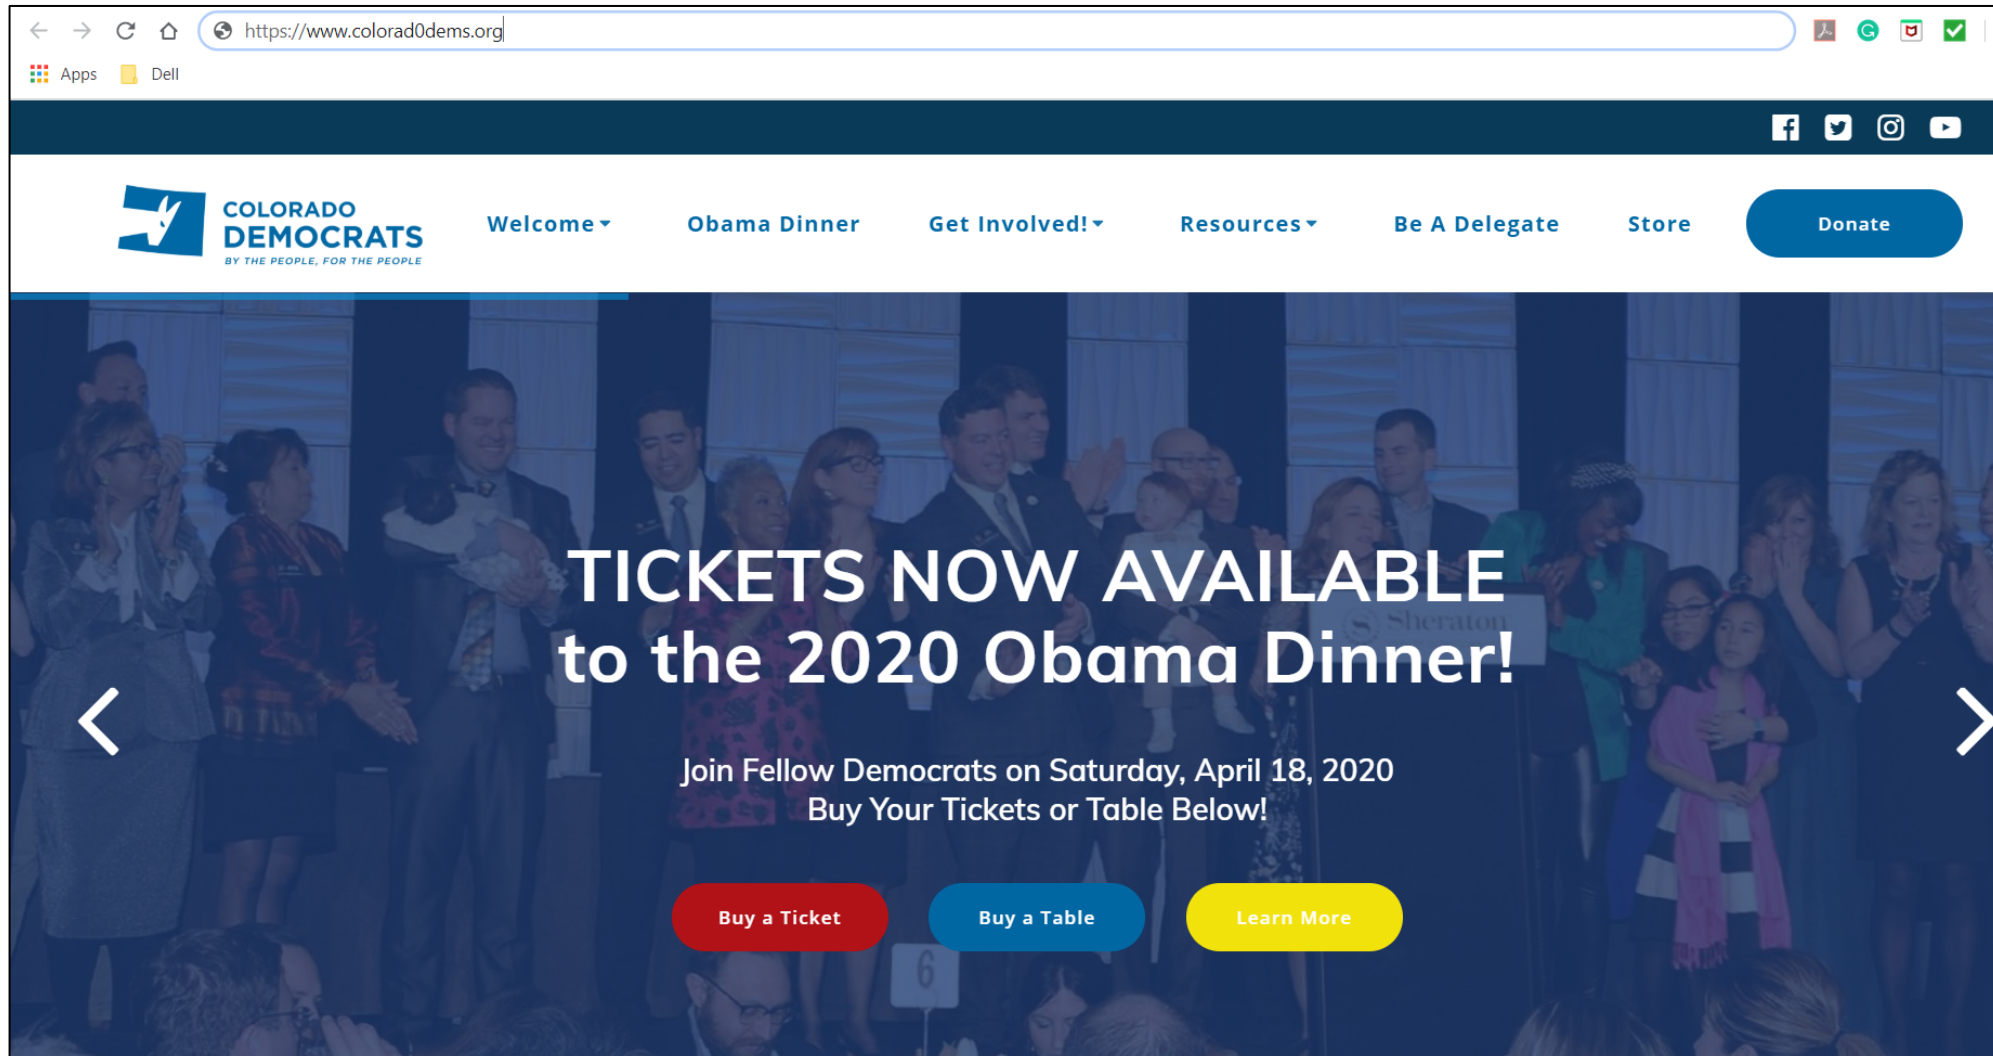 https://www.colorad0dems.org
Apps Dell
COLORADO
DEMOCRATS
BY THE PEOPLE, FOR THE PEOPLE
Welcome
Obama Dinner
Get Involved!
Resources
Be A Delegate
Store
Donate
TICKETS NOW AVAILABLE
to the 2020 Obama Dinner!
Sheraton
Join Fellow Democrats on Saturday, April 18, 2020
Buy Your Tickets or Table Below!
Buy a Ticket
Buy a Table
Learn More
6